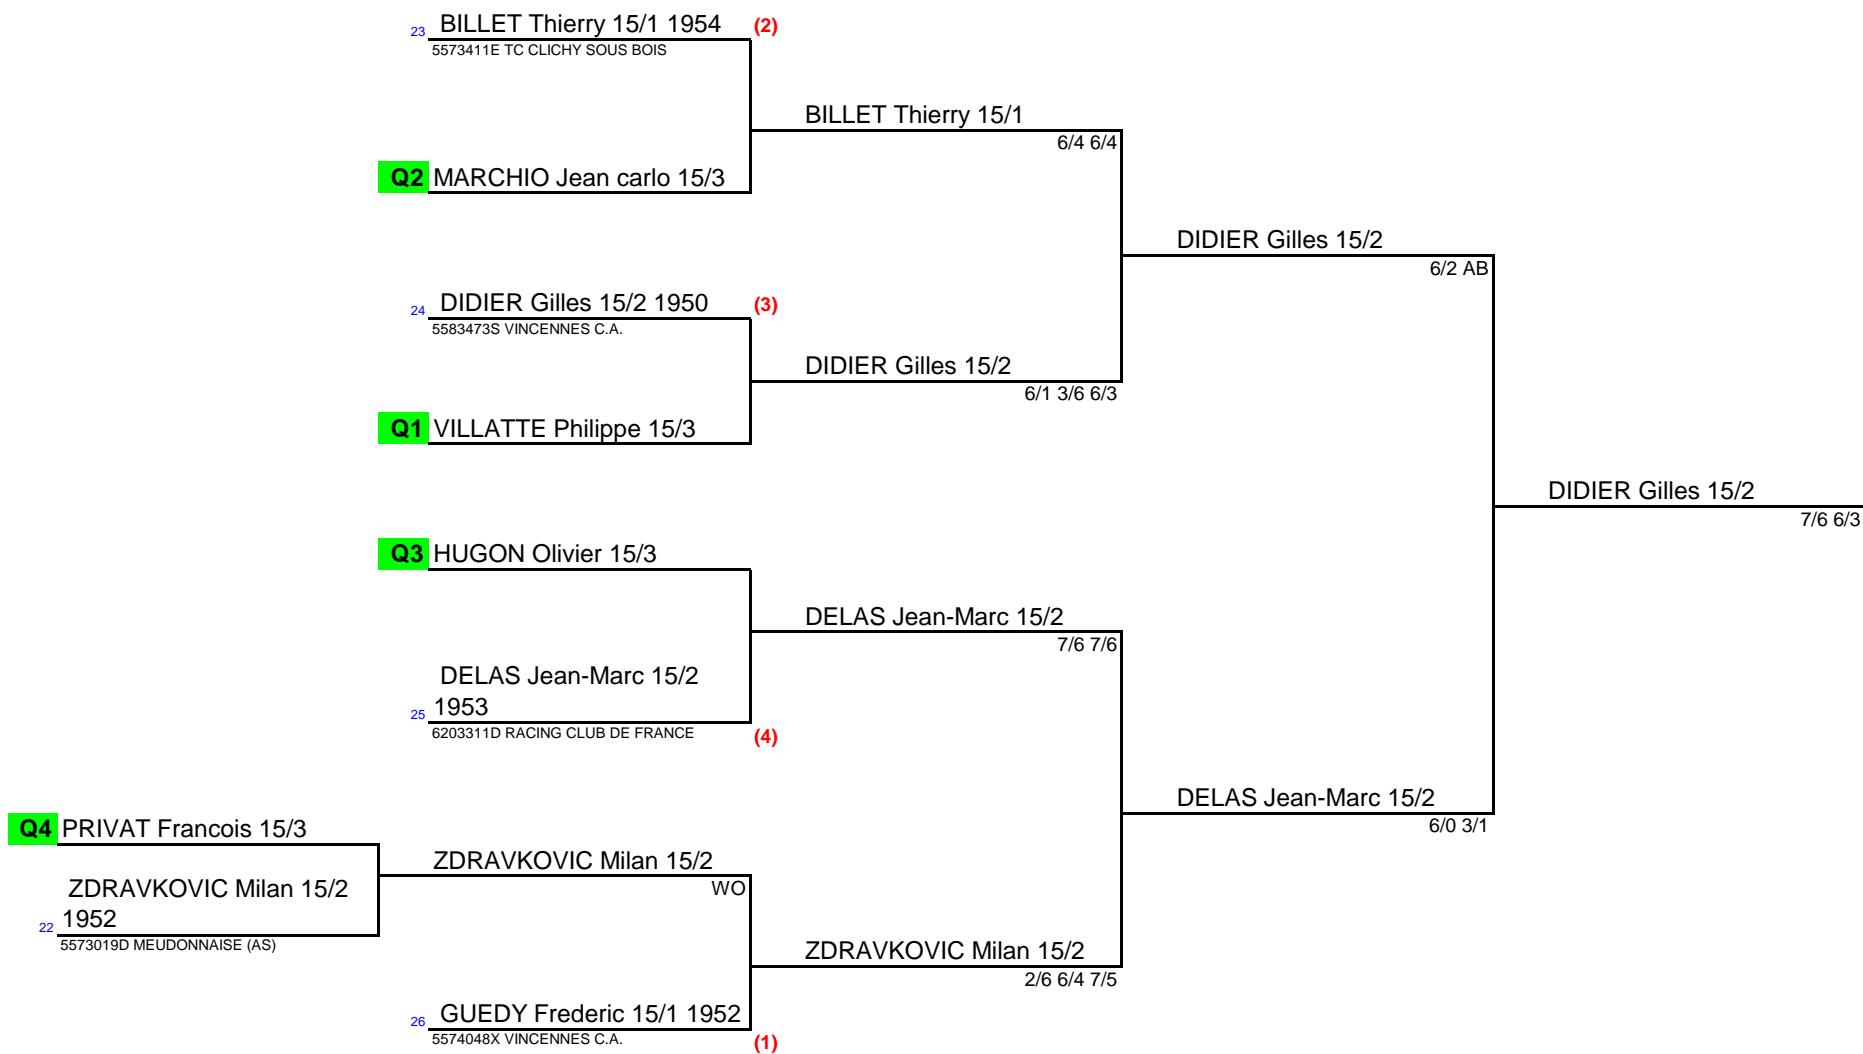 23 BILLET Thierry 15/1 1954 (2)
5573411E TC CLICHY SOUS BOIS
BILLET Thierry 15/1
6/4 6/4
Q2 MARCHIO Jean carlo 15/3
DIDIER Gilles 15/2
6/2 AB
24 DIDIER Gilles 15/2 1950 (3)
5583473S VINCENNES C.A.
DIDIER Gilles 15/2
6/1 3/6 6/3
Q1 VILLATTE Philippe 15/3
DIDIER Gilles 15/2
7/6 6/3
Q3 HUGON Olivier 15/3
DELAS Jean-Marc 15/2
7/6 7/6
DELAS Jean-Marc 15/2
25 1953
6203311D RACING CLUB DE FRANCE (4)
DELAS Jean-Marc 15/2
6/0 3/1
Q4 PRIVAT Francois 15/3
ZDRAVKOVIC Milan 15/2
WO
ZDRAVKOVIC Milan 15/2
22 1952
5573019D MEUDONNAISE (AS)
ZDRAVKOVIC Milan 15/2
2/6 6/4 7/5
26 GUEDY Frederic 15/1 1952
5574048X VINCENNES C.A. (1)